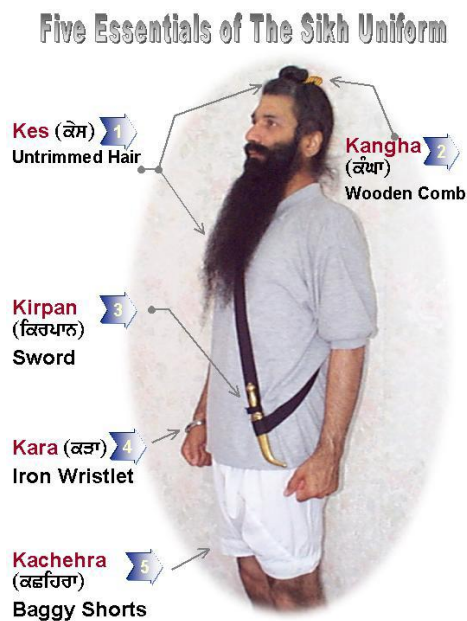 Five Essentials of The Sikh Uniform
Kes (ਕੇਸ) 1
Untrimmed Hair
Kangha 2
(ਕੰਘਾ)
Wooden Comb
Kirpan 3
(ਕਿਰਪਾਨ)
Sword
Kara (ਕੜਾ) 4
Iron Wristlet
Kachehra 5
(ਕਛਹਿਰਾ)
Baggy Shorts